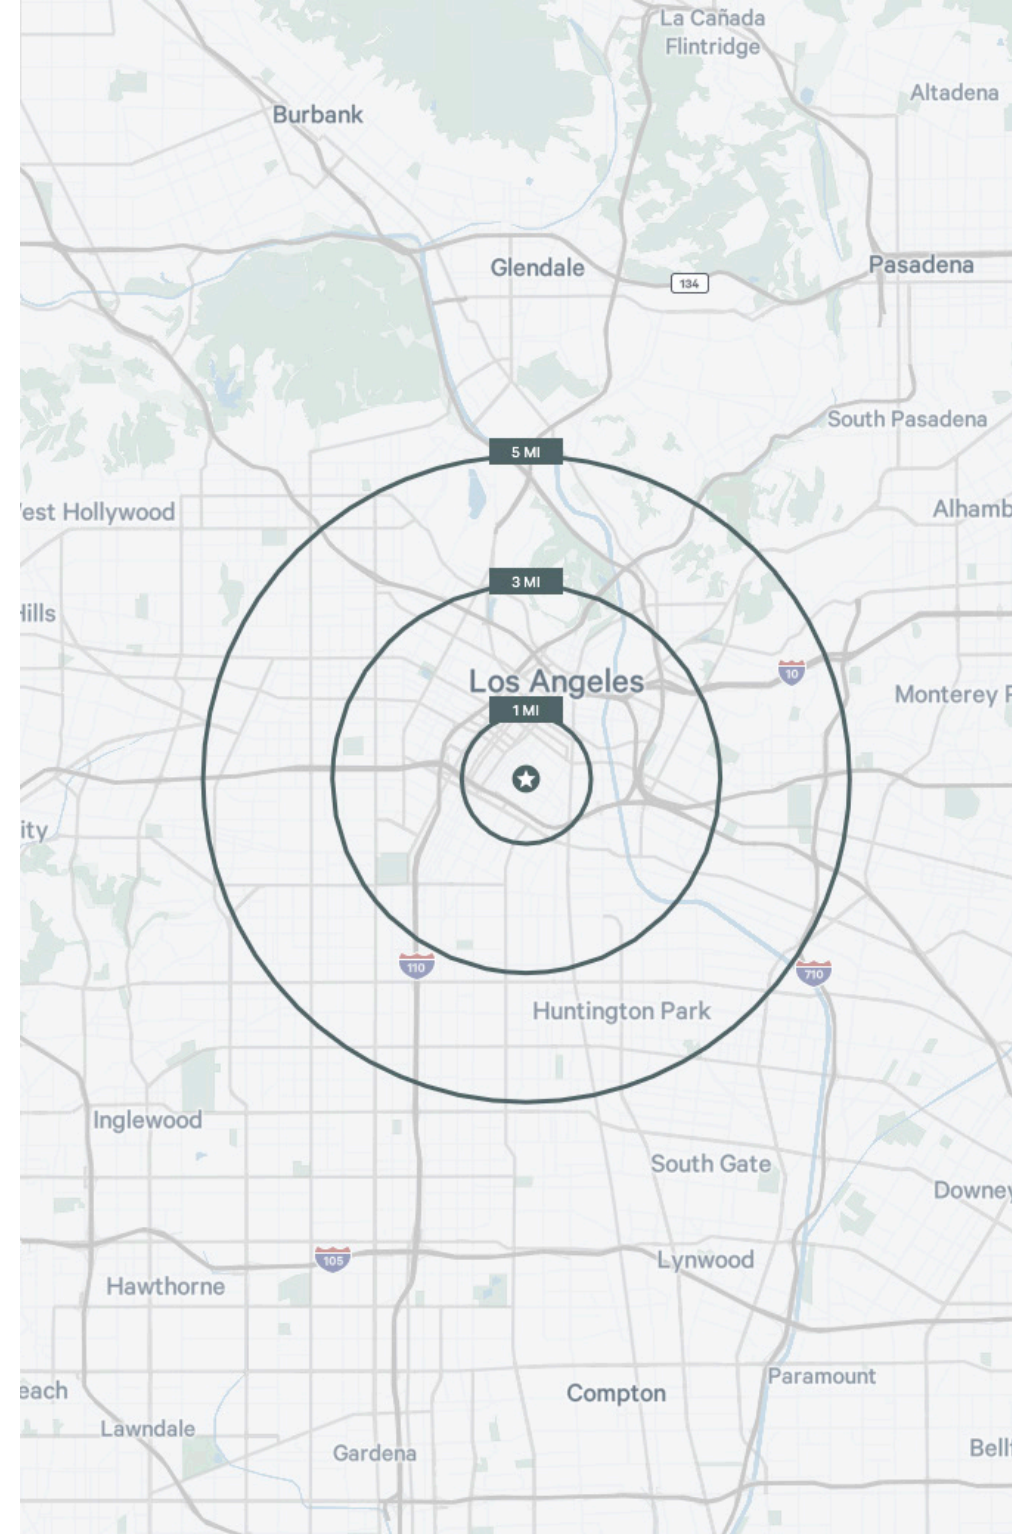 La Cañada
Flintridge
Altadena
Burbank
Glendale
Pasadena
134
South Pasadena
5 MI
est Hollywood
Alhamb
3 MI
ills
10
Los Angeles
Monterey P
1 MI
ity
110
710
Huntington Park
Inglewood
South Gate
Downey
105
Lynwood
Hawthorne
Paramount
each
Compton
Lawndale
Gardena
Bellf